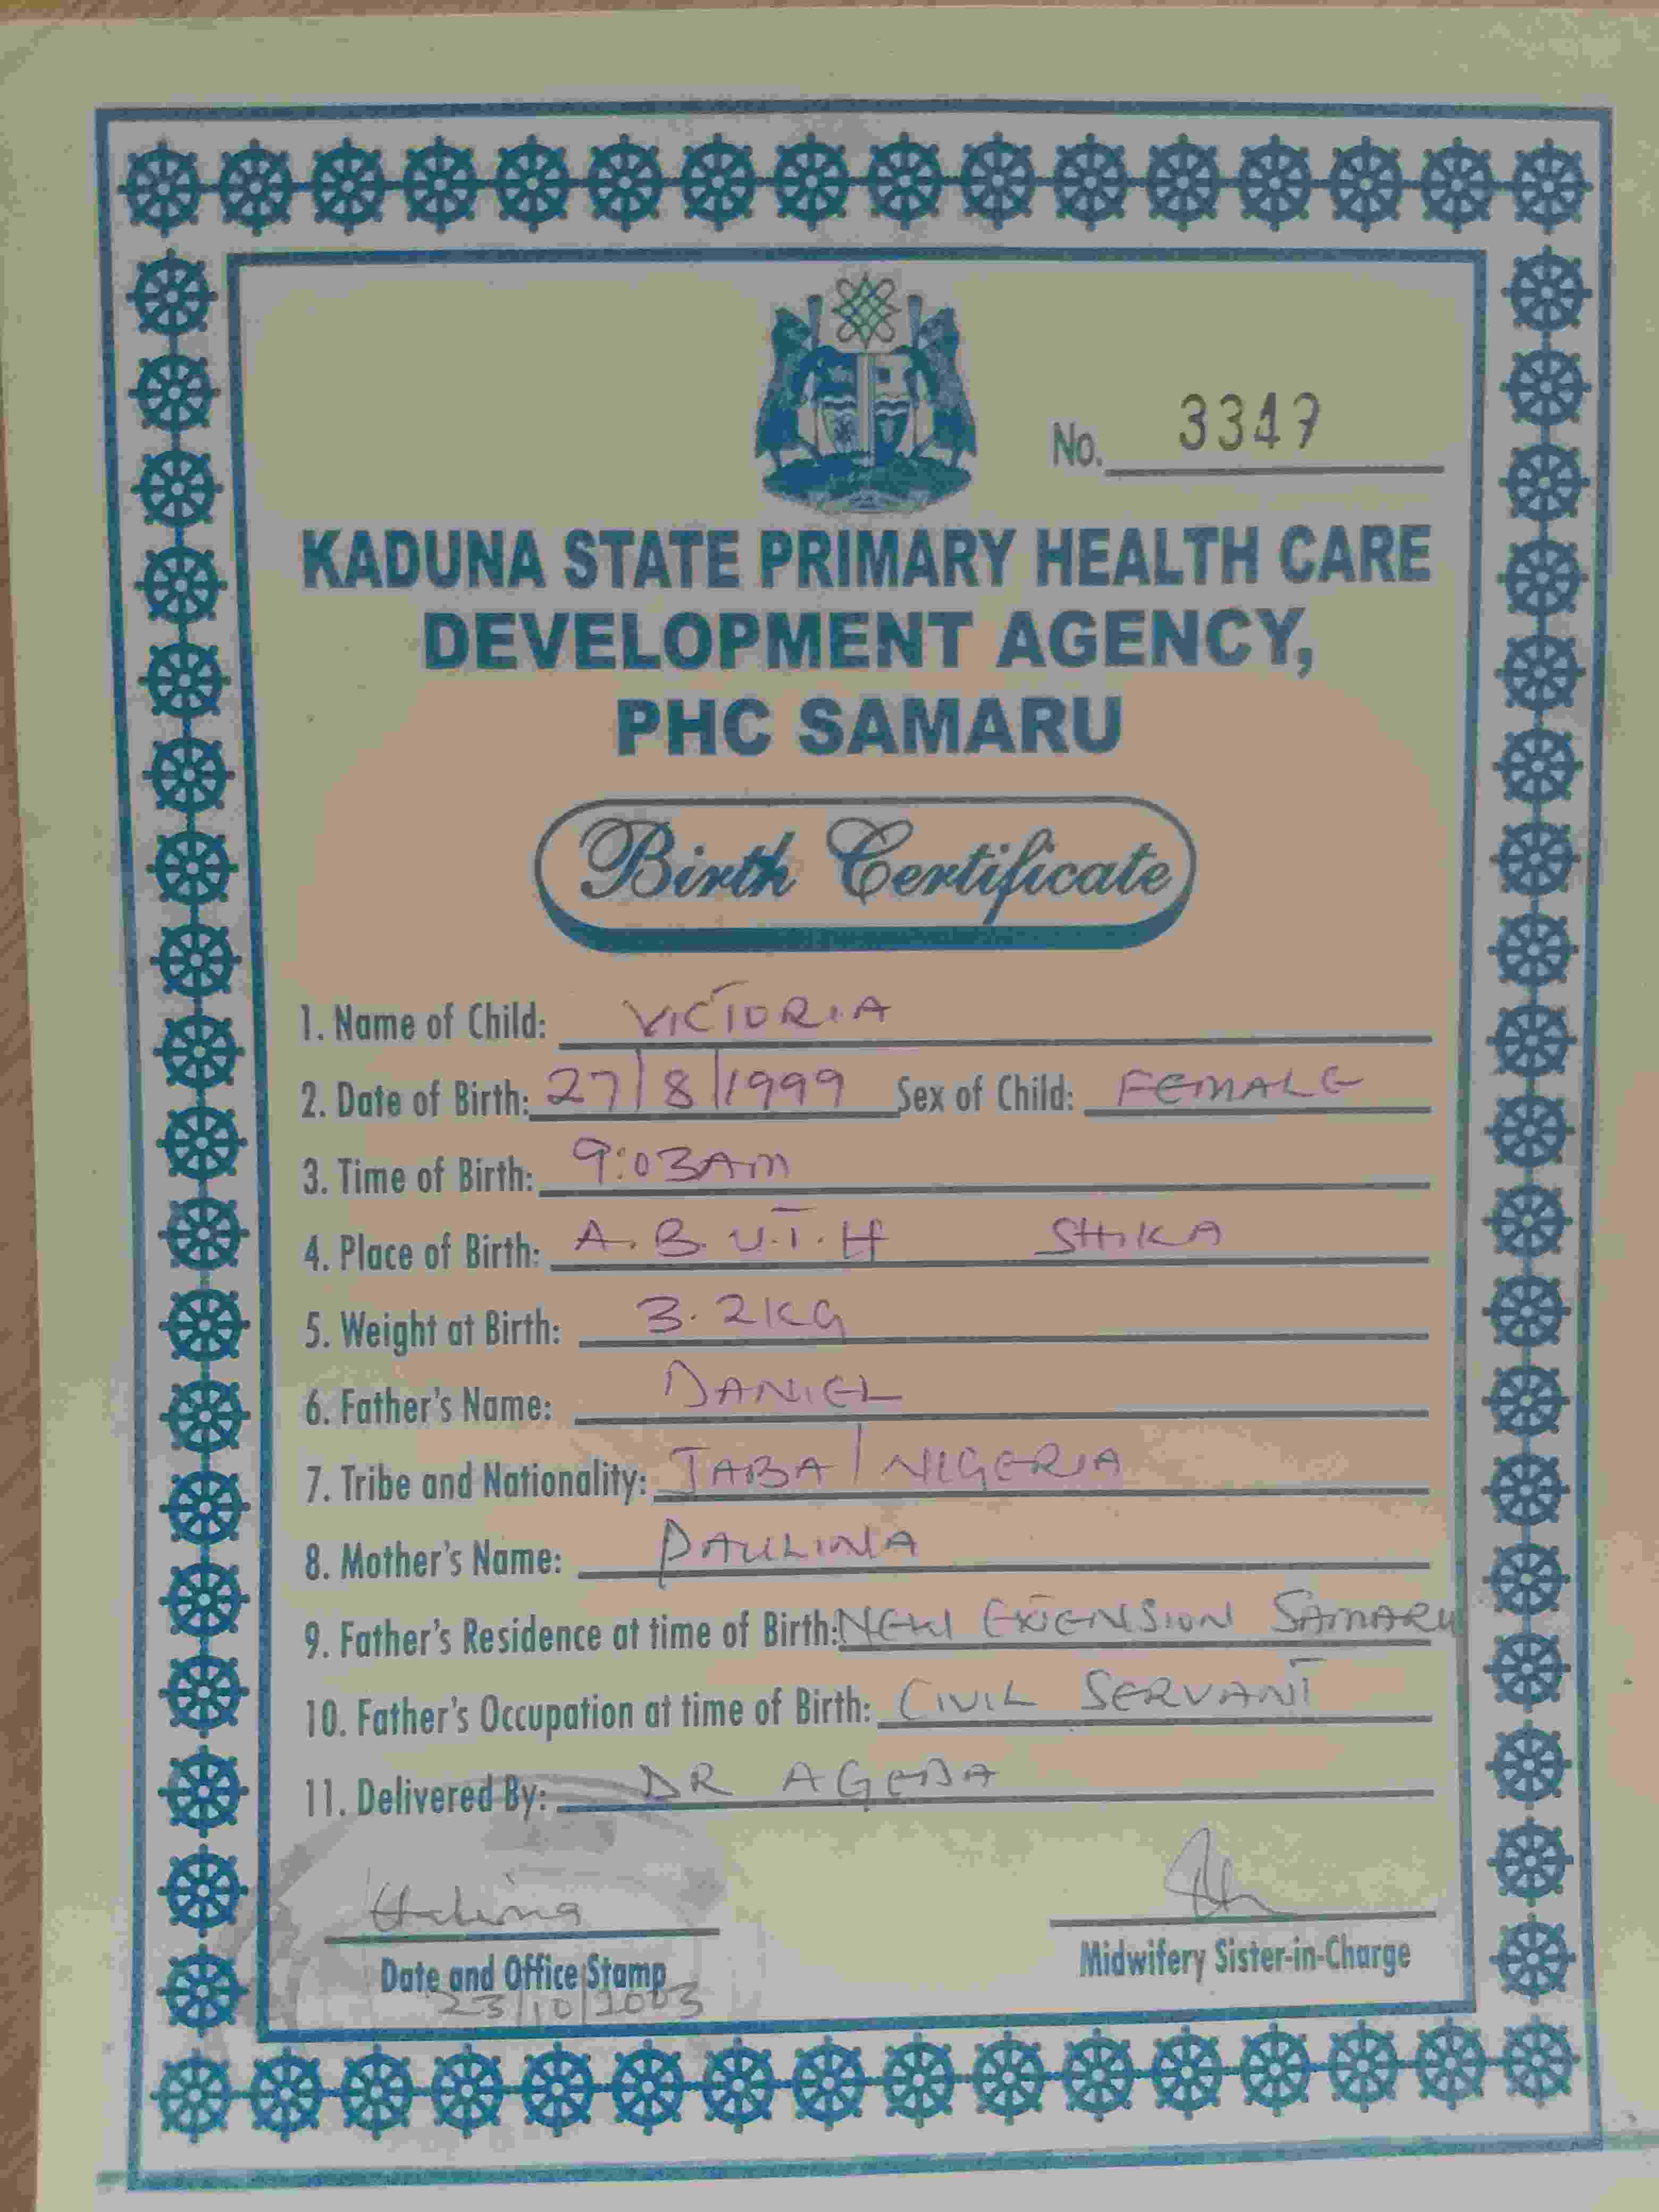 No. 3347
KADUNA STATE PRIMARY HEALTH CARE
DEVELOPMENT AGENCY,
PHC SAMARU
Birth Certificate
1. Name of Child: VICTORIA
2. Date of Birth: 27/8/1999 Sex of Child: FEMALE
3. Time of Birth: 9:03AM
4. Place of Birth: A.B.U.T.H SHIKA
5. Weight at Birth: 3.2KG
6. Father's Name: DANIEL
7. Tribe and Nationality: JABA/NIGERIA
8. Mother's Name: PAULINA
9. Father's Residence at time of Birth: NEW EXTENSION SAMARU
10. Father's Occupation at time of Birth: CIVIL SERVANT
11. Delivered By: DR AGEDA
Date and Office Stamp Midwifery Sister-in-Charge
23/10/2003